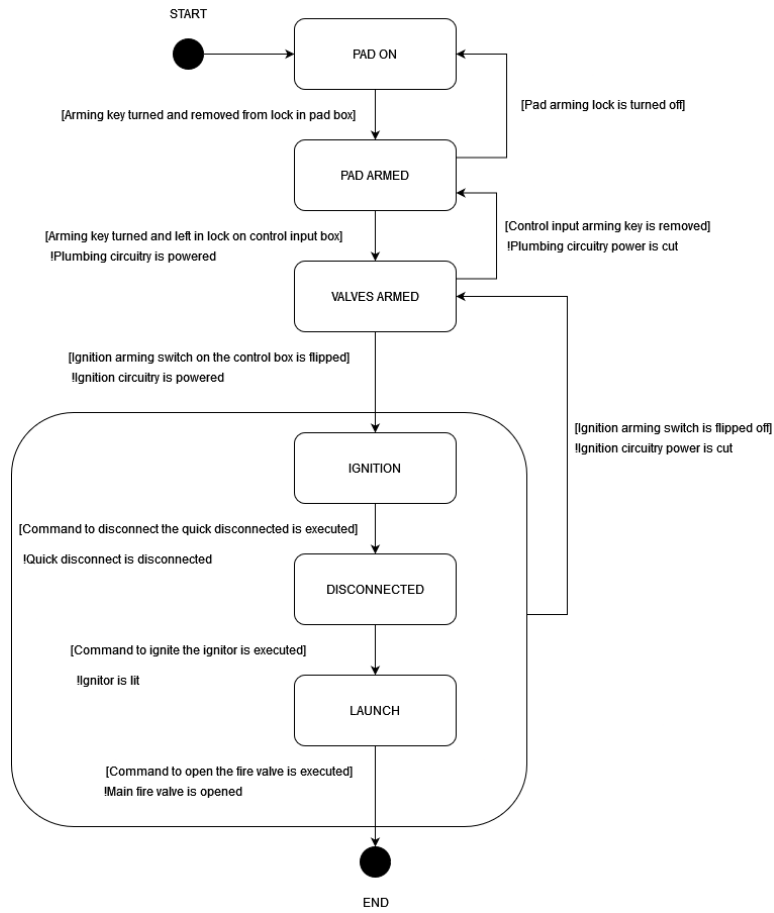 START
PAD ON
[Pad arming lock is turned off]
[Arming key turned and removed from lock in pad box]
PAD ARMED
[Control input arming key is removed]
!Plumbing circuitry power is cut
[Arming key turned and left in lock on control input box]
!Plumbing circuitry is powered
VALVES ARMED
[Ignition arming switch on the control box is flipped]
!Ignition circuitry is powered
[Ignition arming switch is flipped off]
!Ignition circuitry power is cut
IGNITION
[Command to disconnect the quick disconnected is executed]
!Quick disconnect is disconnected
DISCONNECTED
[Command to ignite the ignitor is executed]
!Ignitor is lit
LAUNCH
[Command to open the fire valve is executed]
!Main fire valve is opened
END